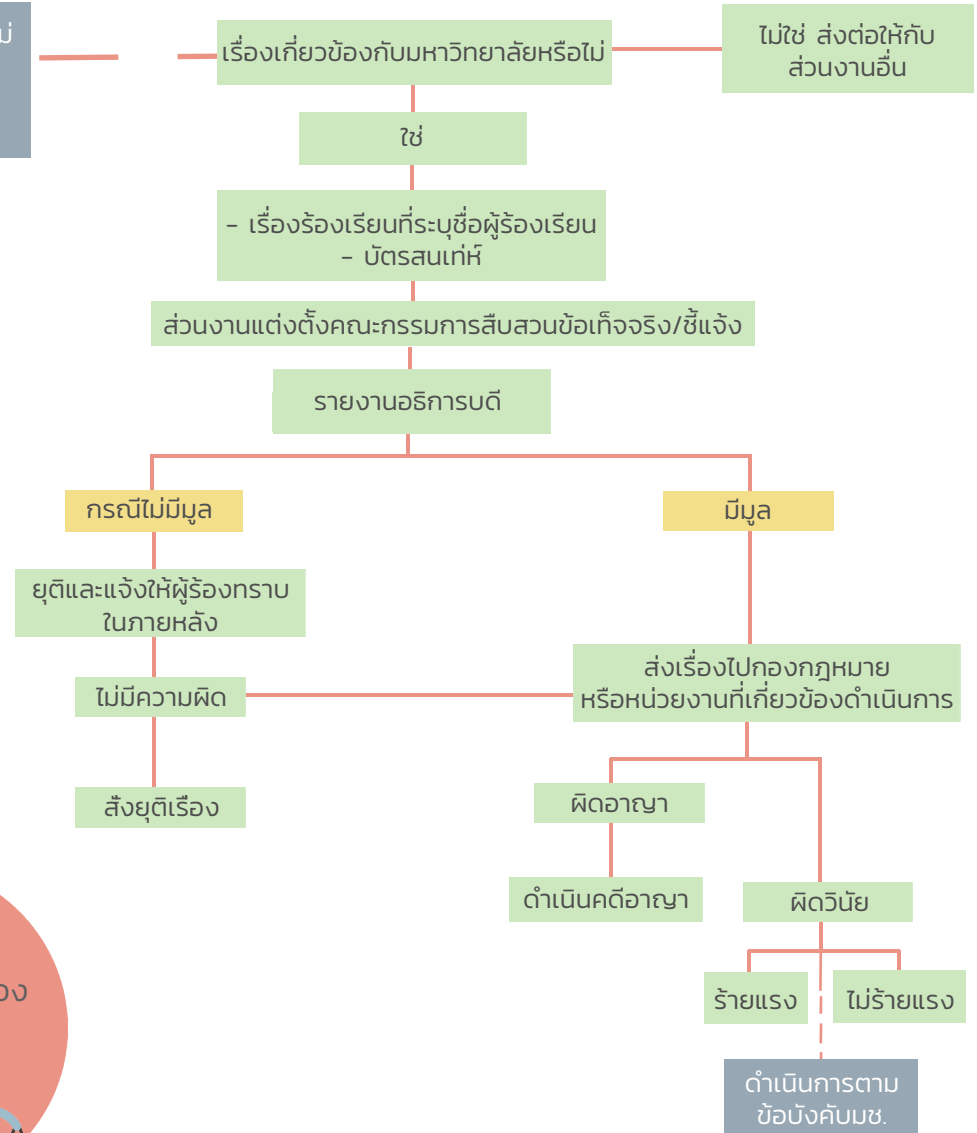 เรื่องเกี่ยวข้องกับมหาวิทยาลัยหรือไม่
ไม่ใช่ ส่งต่อให้กับ
ส่วนงานอื่น
ใช่
- เรื่องร้องเรียนที่ระบุชื่อผู้ร้องเรียน
- บัตรสนเท่ห์
ส่วนงานแต่งตั้งคณะกรรมการสืบสวนข้อเท็จจริง/ชี้แจ้ง
รายงานอธิการบดี
กรณีไม่มีมูล
มีมูล
ยุติและแจ้งให้ผู้ร้องทราบ
ในภายหลัง
ส่งเรื่องไปกองกฎหมาย
หรือหน่วยงานที่เกี่ยวข้องดำเนินการ
ไม่มีความผิด
สั่งยุติเรื่อง
ผิดอาญา
ดำเนินคดีอาญา
ผิดวินัย
ร้ายแรง
ไม่ร้ายแรง
ดำเนินการตาม
ข้อบังคับมช.